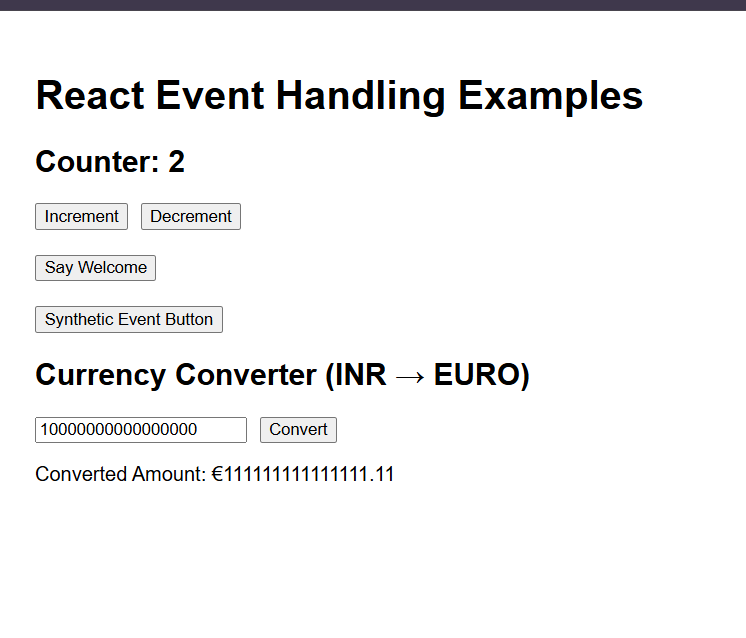 React Event Handling Examples
Counter: 2
Increment Decrement
Say Welcome
Synthetic Event Button
Currency Converter (INR → EURO)
10000000000000000 Convert
Converted Amount: €111111111111111.11